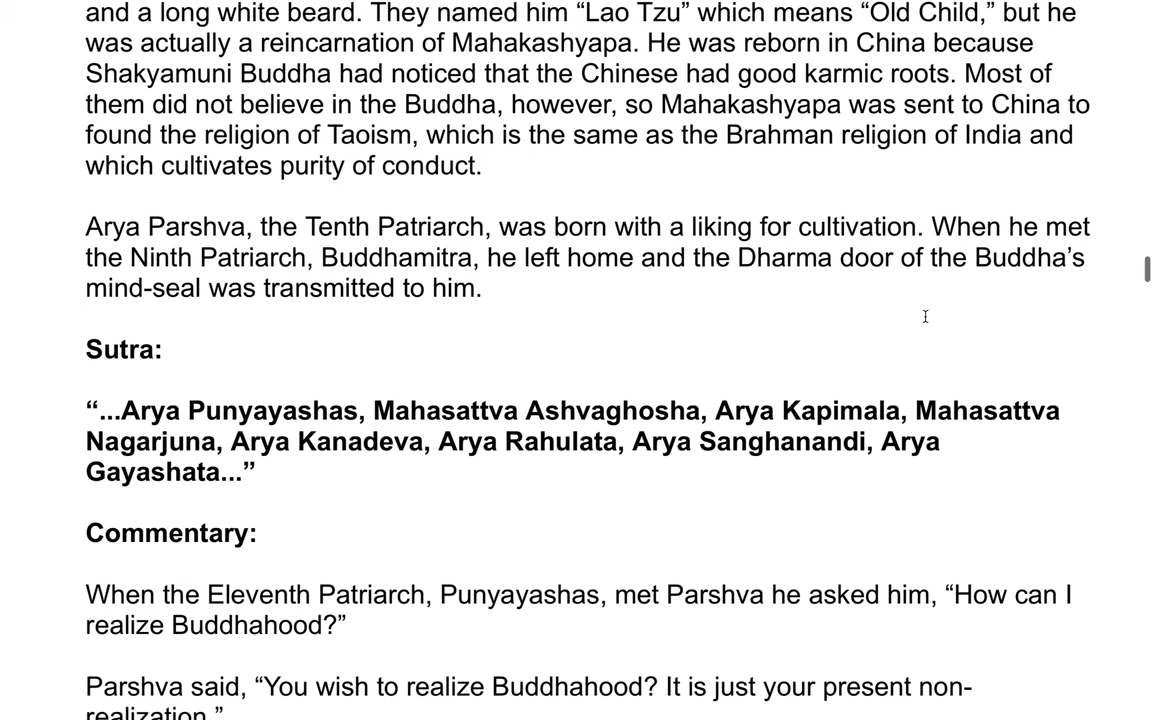 and a long white beard. They named him “Lao Tzu” which means “Old Child,” but he
was actually a reincarnation of Mahakashyapa. He was reborn in China because
Shakyamuni Buddha had noticed that the Chinese had good karmic roots. Most of
them did not believe in the Buddha, however, so Mahakashyapa was sent to China to
found the religion of Taoism, which is the same as the Brahman religion of India and
which cultivates purity of conduct.
Arya Parshva, the Tenth Patriarch, was born with a liking for cultivation. When he met
the Ninth Patriarch, Buddhamitra, he left home and the Dharma door of the Buddha’s
mind-seal was transmitted to him.
Sutra:
“...Arya Punyayashas, Mahasattva Ashvaghosha, Arya Kapimala, Mahasattva
Nagarjuna, Arya Kanadeva, Arya Rahulata, Arya Sanghanandi, Arya
Gayashata...”
Commentary:
When the Eleventh Patriarch, Punyayashas, met Parshva he asked him, “How can I
realize Buddhahood?”
Parshva said, “You wish to realize Buddhahood? It is just your present non-
realization.”